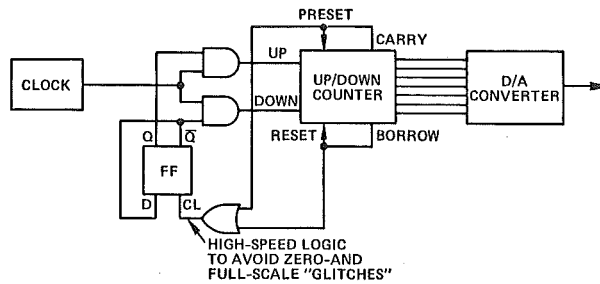 PRESET
CARRY
UP
CLOCK
UP/DOWN
COUNTER
D/A
CONVERTER
DOWN
RESET
BORROW
Q
Q̅
FF
D
CL
HIGH-SPEED LOGIC
TO AVOID ZERO-AND
FULL-SCALE "GLITCHES"